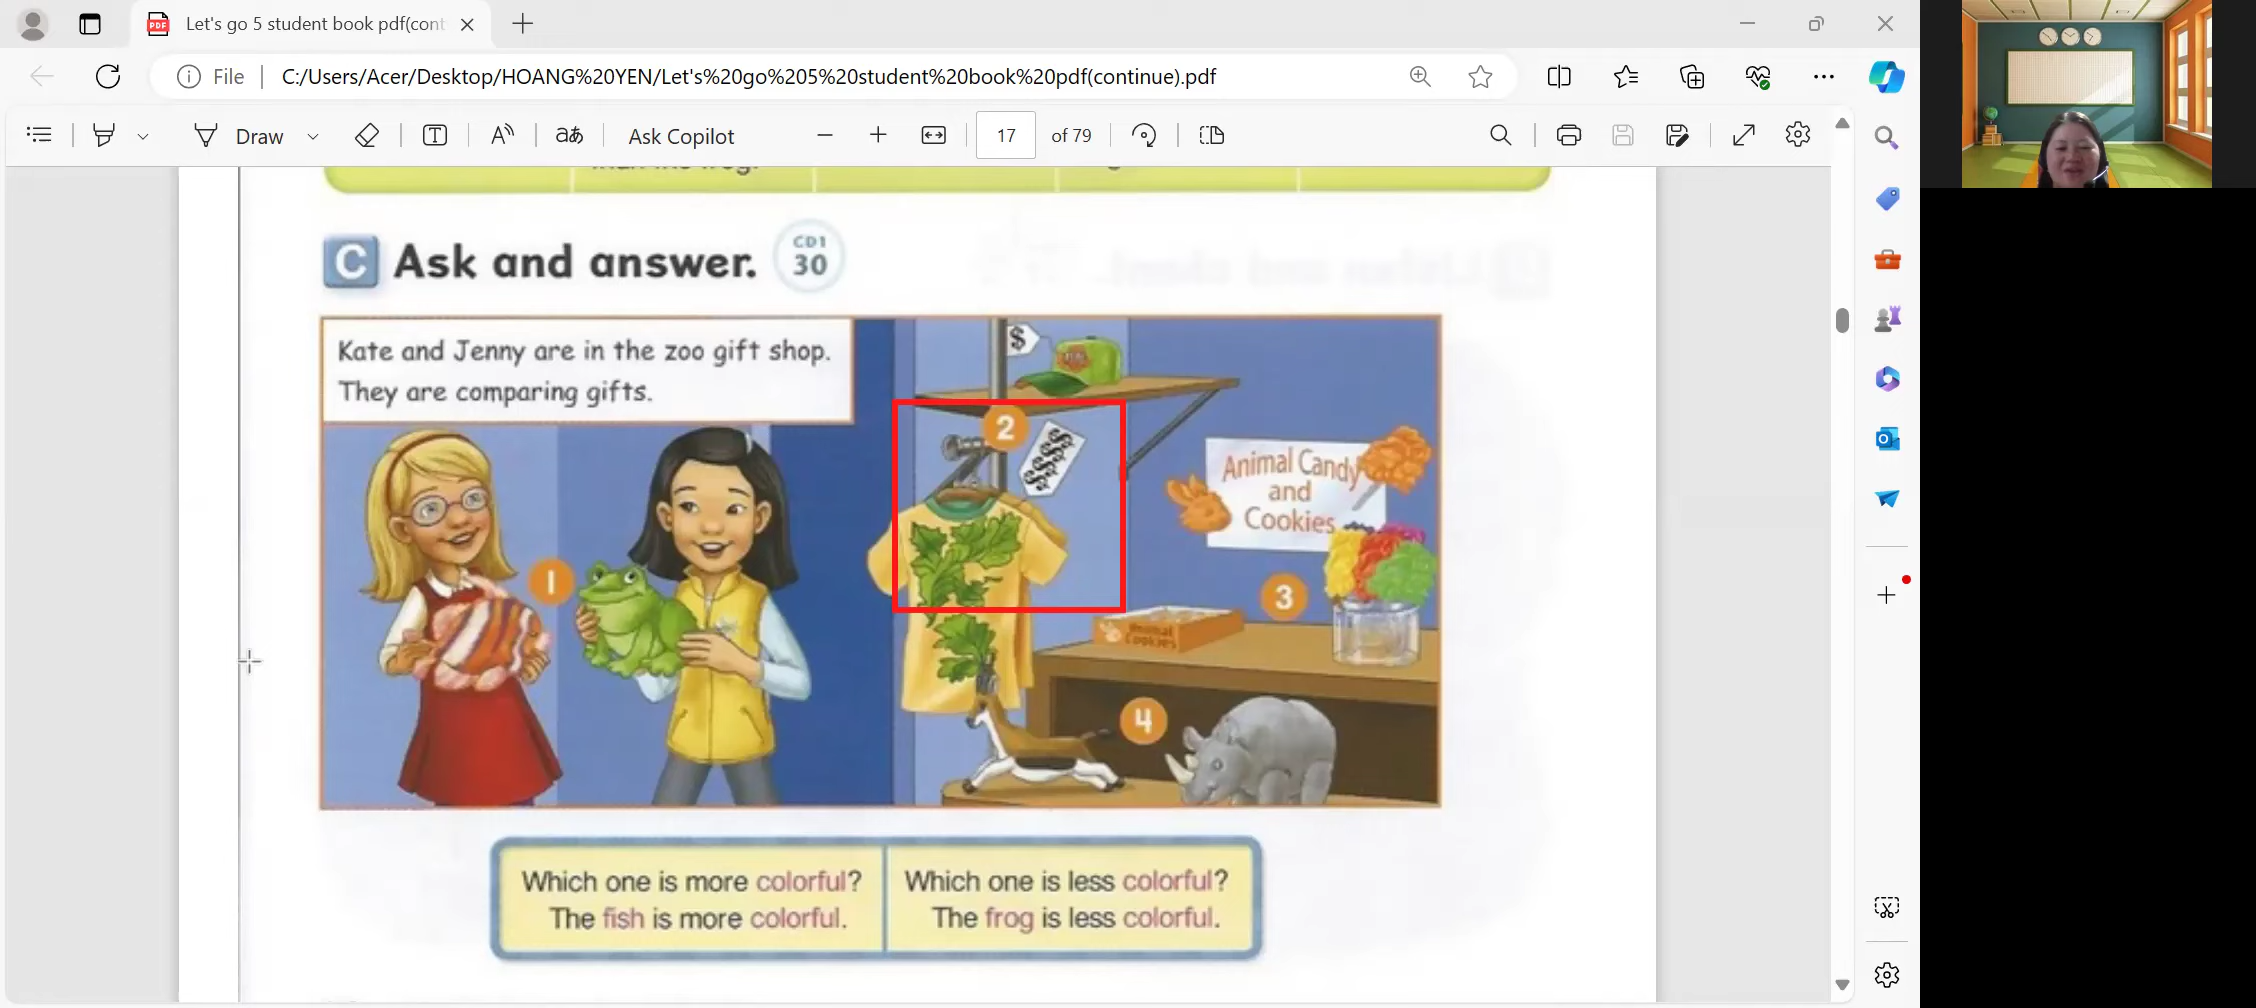 Let's go 5 student book pdf(cont
File
C:/Users/Acer/Desktop/HOANG%20YEN/Let's%20go%205%20student%20book%20pdf(continue).pdf
Draw
Ask Copilot
17
of 79
C Ask and answer.
CD1
30
Kate and Jenny are in the zoo gift shop.
They are comparing gifts.
$
2
$$$$
Animal Candy
and
Cookies
1
3
Animal
Cookies
4
Which one is more colorful?
The fish is more colorful.
Which one is less colorful?
The frog is less colorful.